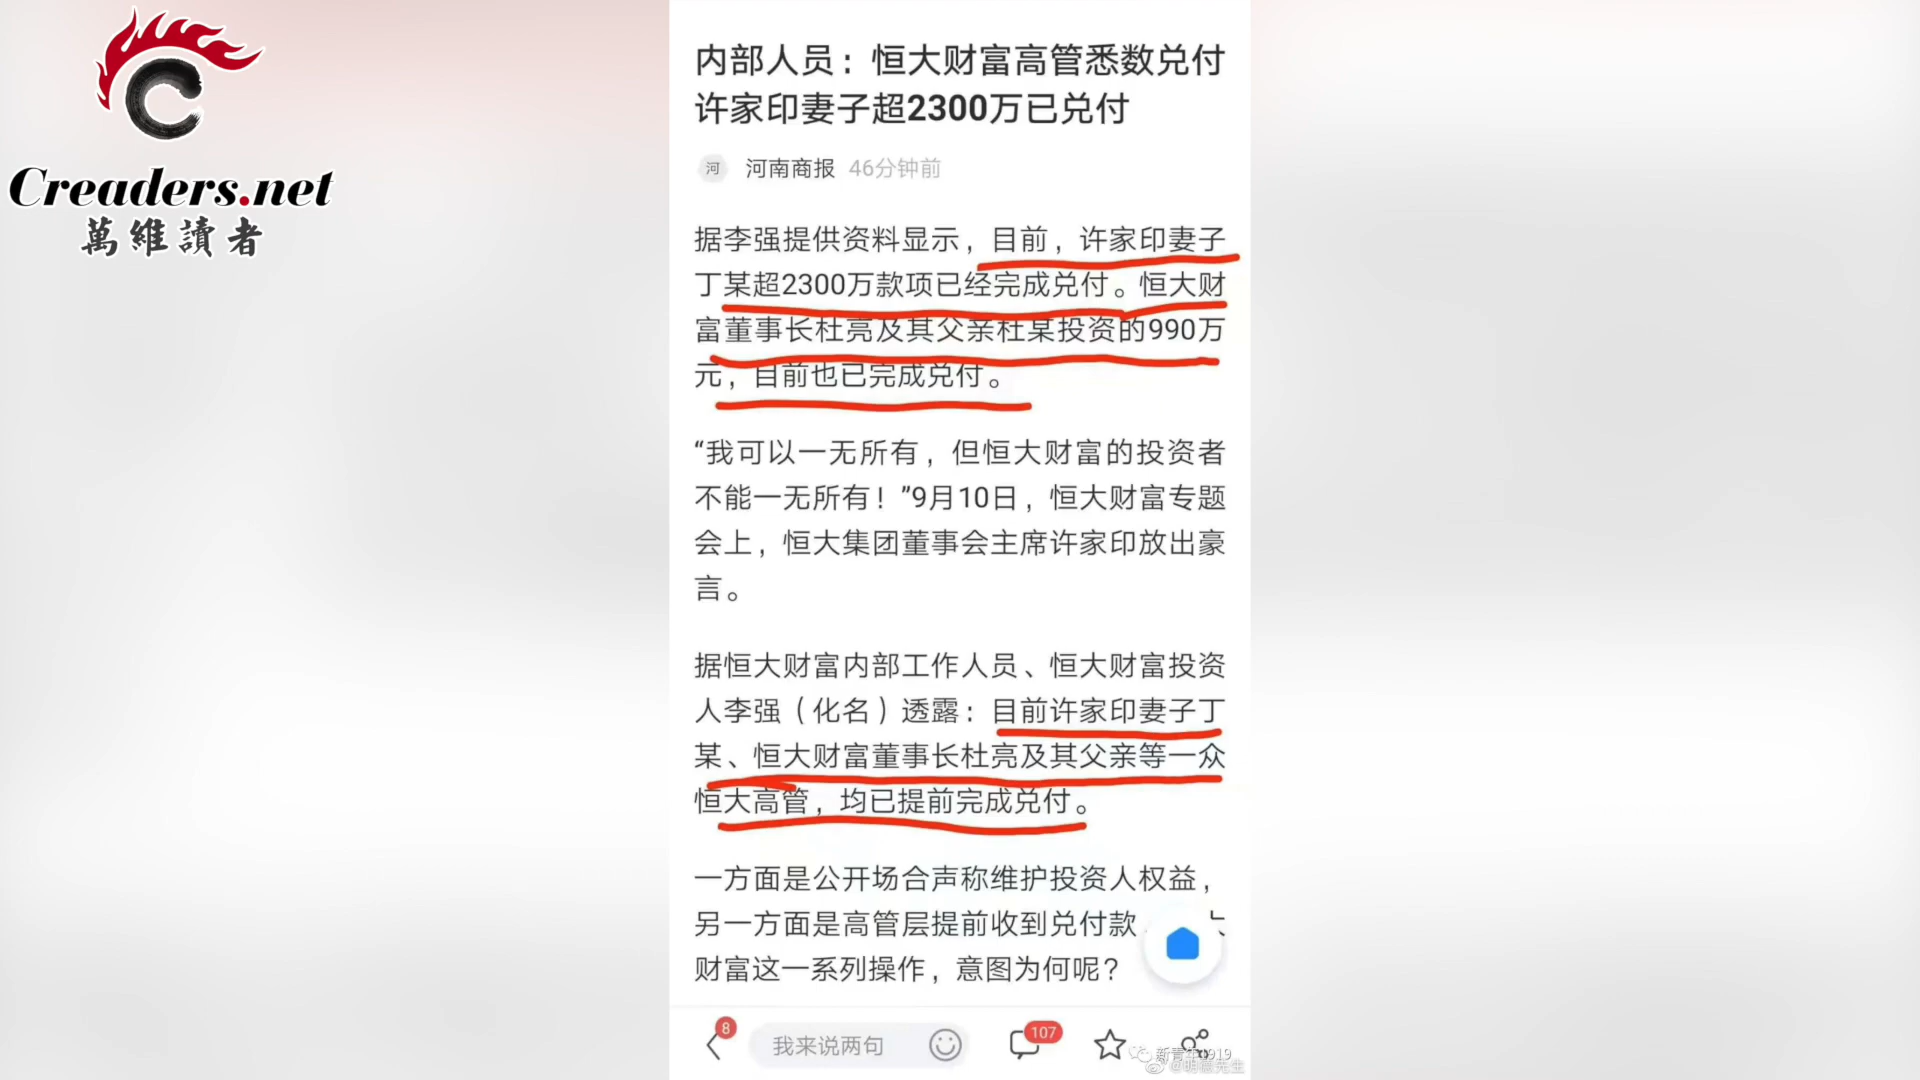 Creaders.net
萬維讀者
内部人员：恒大财富高管悉数兑付
许家印妻子超2300万已兑付
河 河南商报 46分钟前
据李强提供资料显示，目前，许家印妻子
丁某超2300万款项已经完成兑付。恒大财
富董事长杜亮及其父亲杜某投资的990万
元，目前也已完成兑付。
“我可以一无所有，但恒大财富的投资者
不能一无所有！”9月10日，恒大财富专题
会上，恒大集团董事会主席许家印放出豪
言。
据恒大财富内部工作人员、恒大财富投资
人李强（化名）透露：目前许家印妻子丁
某、恒大财富董事长杜亮及其父亲等一众
恒大高管，均已提前完成兑付。
一方面是公开场合声称维护投资人权益，
另一方面是高管层提前收到兑付款
财富这一系列操作，意图为何呢？
8
我来说两句
107
@明德先生